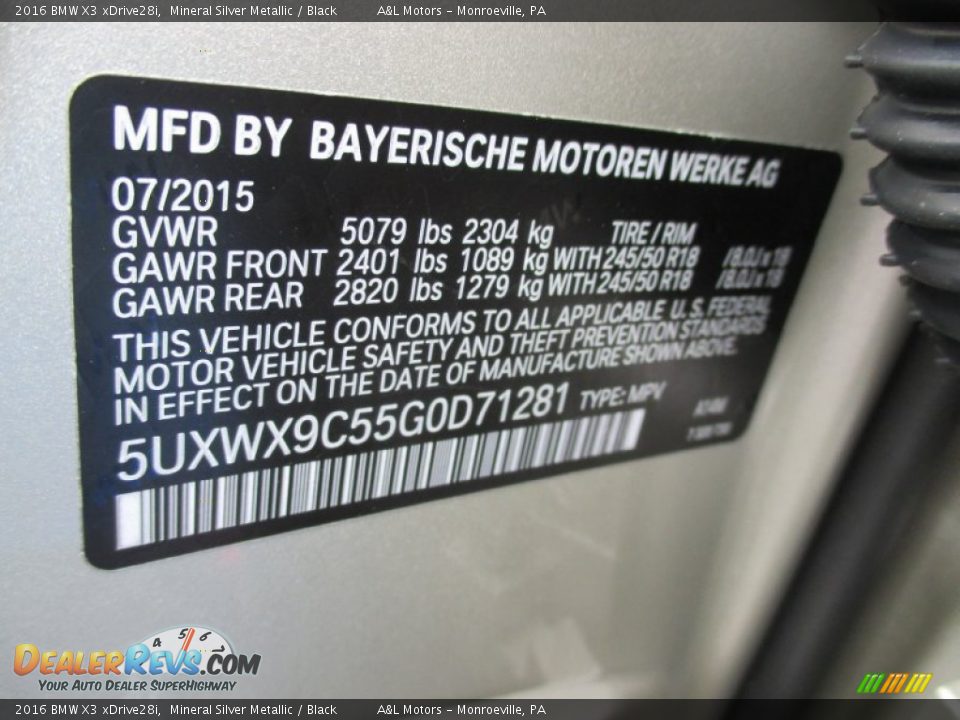 2016 BMW X3 xDrive28i, Mineral Silver Metallic / Black A&L Motors - Monroeville, PA
MFD BY BAYERISCHE MOTOREN WERKE AG
07/2015
GVWR 5079 lbs 2304 kg TIRE / RIM
GAWR FRONT 2401 lbs 1089 kg WITH 245/50 R18 /8.0J x 18
GAWR REAR 2820 lbs 1279 kg WITH 245/50 R18 /8.0J x 18
THIS VEHICLE CONFORMS TO ALL APPLICABLE U.S. FEDERAL
MOTOR VEHICLE SAFETY AND THEFT PREVENTION STANDARDS
IN EFFECT ON THE DATE OF MANUFACTURE SHOWN ABOVE.
5UXWX9C55G0D71281 TYPE: MPV
4 5 6
DealerRevs.com
Your Auto Dealer SuperHighway
2016 BMW X3 xDrive28i, Mineral Silver Metallic / Black A&L Motors - Monroeville, PA